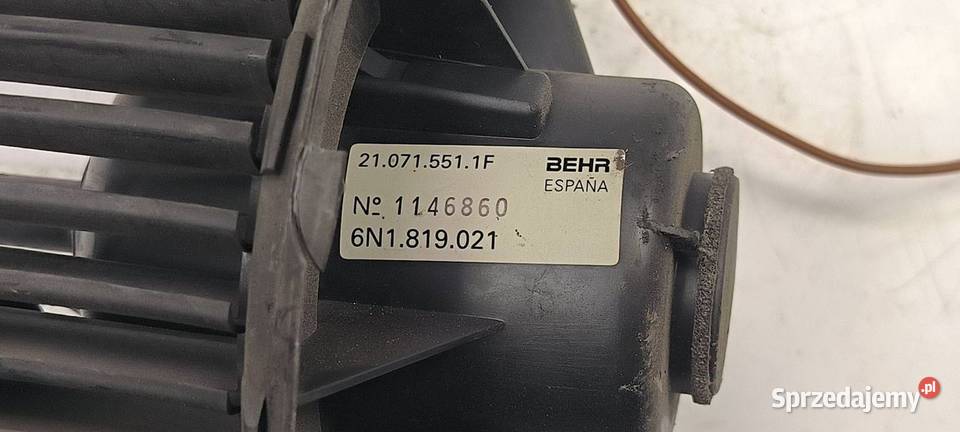 21.071.551.1F BEHR
ESPAÑA
Nº 1146860
6N1.819.021
Sprzedajemy .pl